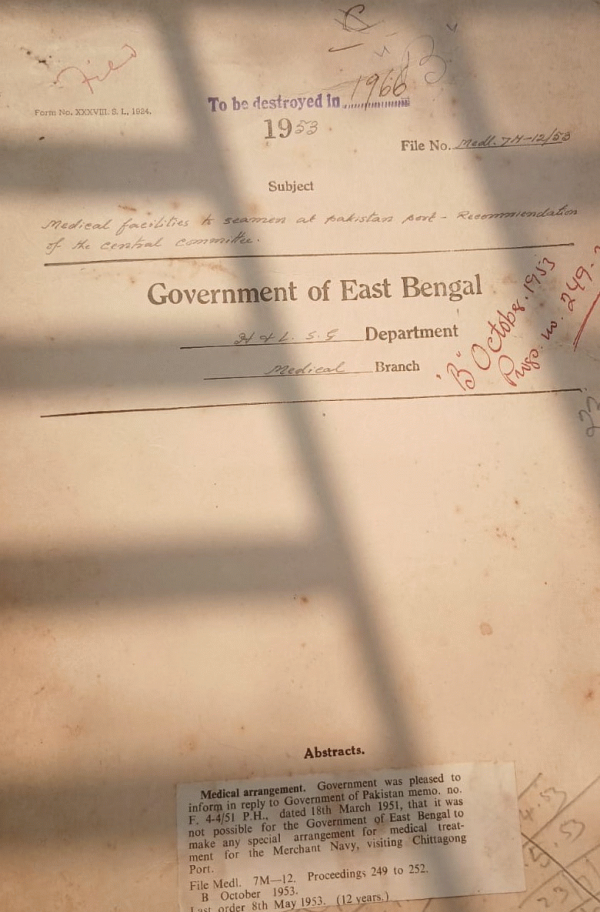 Filed
"B"
To be destroyed in 1966
Form No. XXXVIII. S. L, 1924.
1953
File No. Medl. 7M-12/53
Subject
Medical facilities to seamen at pakistan port - Recommendation
of the central committee.
Government of East Bengal
H & L. S. G Department
Medical Branch
"B" October. 1953
Progs. no. 249-
Abstracts.
Medical arrangement. Government was pleased to
inform in reply to Government of Pakistan memo. no.
F. 4-4/51 P.H., dated 18th March 1951, that it was
not possible for the Government of East Bengal to
make any special arrangement for medical treat-
ment for the Merchant Navy, visiting Chittagong
Port.
File Medl. 7M—12. Proceedings 249 to 252.
B October 1953.
Last order 8th May 1953. (12 years.)